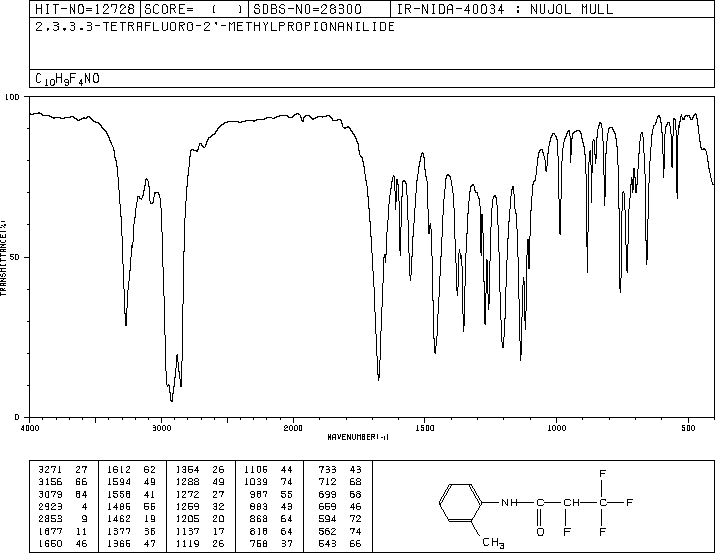 HIT-NO=12728 SCORE= ( ) SDBS-NO=28300 IR-NIDA-40034 : NUJOL MULL
2,3,3,3-TETRAFLUORO-2'-METHYLPROPIONANILIDE
C10H9F4NO
100
50
0
TRANSMITTANCE(%)
4000 3000 2000 1500 1000 500
WAVENUMBER(-1)
3271 27 1612 62 1354 26 1106 44 733 43
3156 66 1594 49 1288 49 1039 74 712 68
3079 64 1558 41 1272 27 987 55 699 68
2923 4 1486 55 1259 32 883 43 659 46
2853 9 1462 19 1205 20 868 64 594 72
1677 11 1377 36 1137 17 818 64 562 74
1650 46 1366 47 1119 26 758 37 543 66
F
NH C CH C F
O F F
CH3